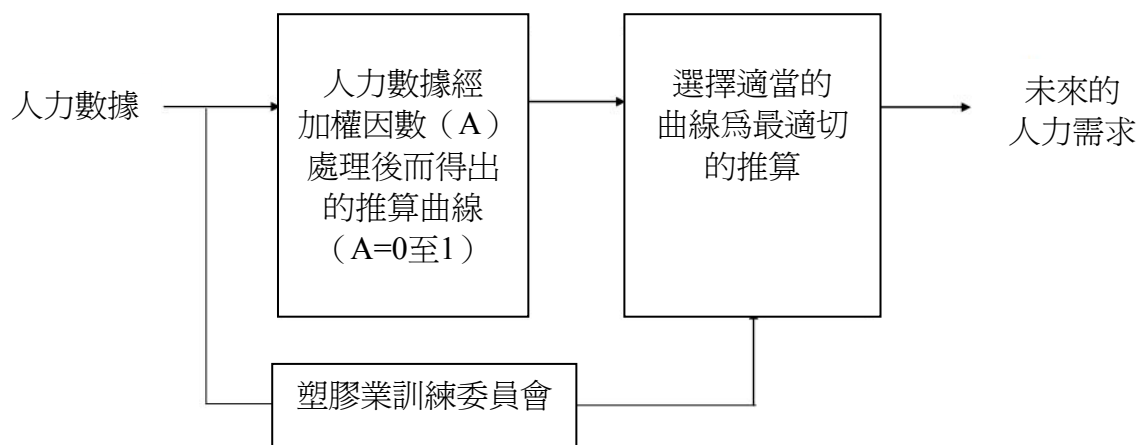 人力數據
人力數據經
加權因數（A）
處理後而得出
的推算曲線
（A=0至1）
選擇適當的
曲線爲最適切
的推算
未來的
人力需求
塑膠業訓練委員會